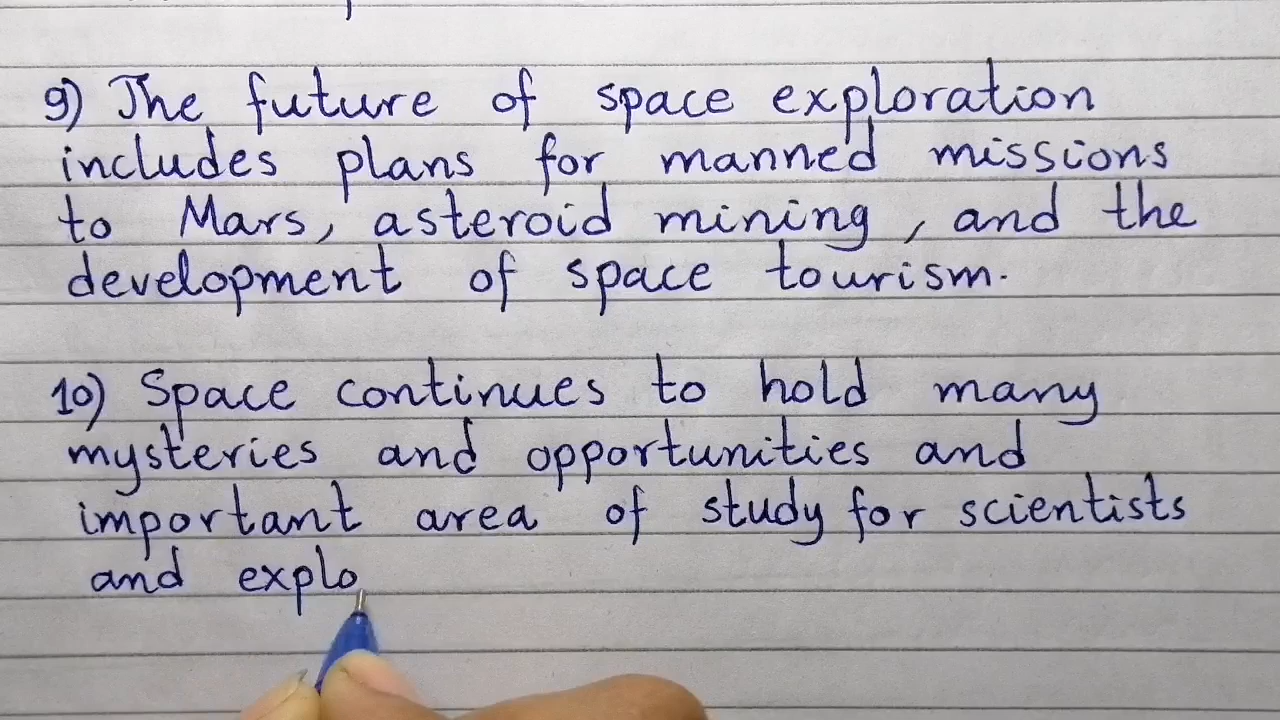 9) The future of space exploration
includes plans for manned missions
to Mars, asteroid mining, and the
development of space tourism.
10) Space continues to hold many
mysteries and opportunities and
important area of study for scientists
and explo